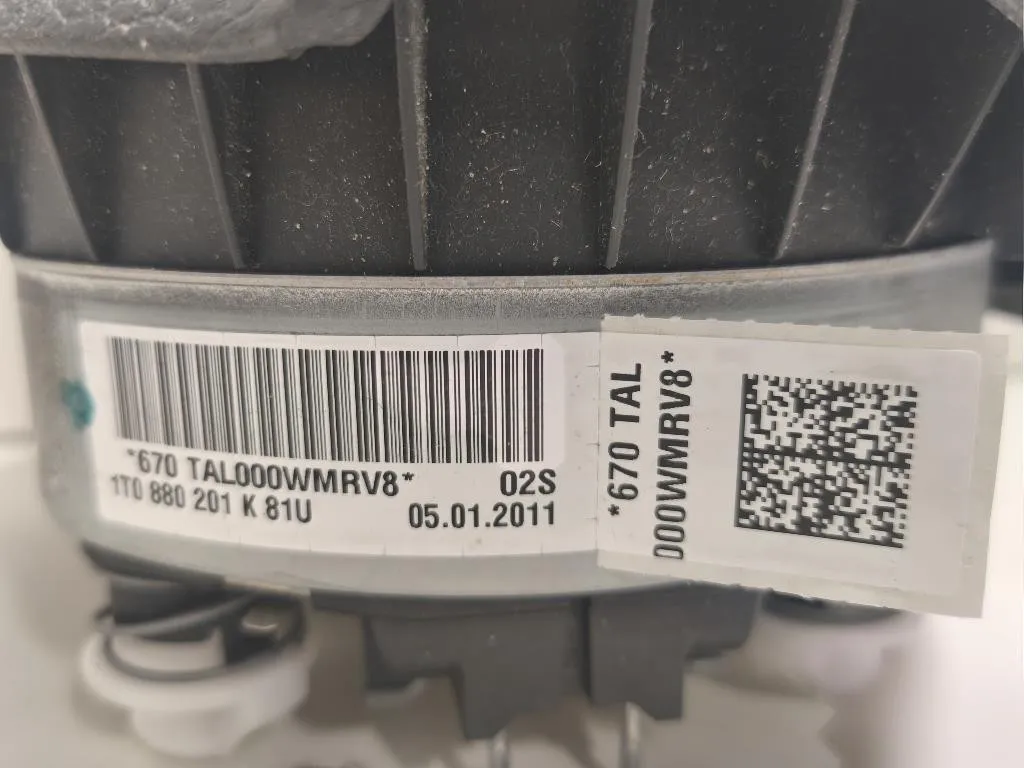 *670 TAL000WMRV8*
02S
1T0 880 201 K 81U
05.01.2011
*670 TAL
000WMRV8*